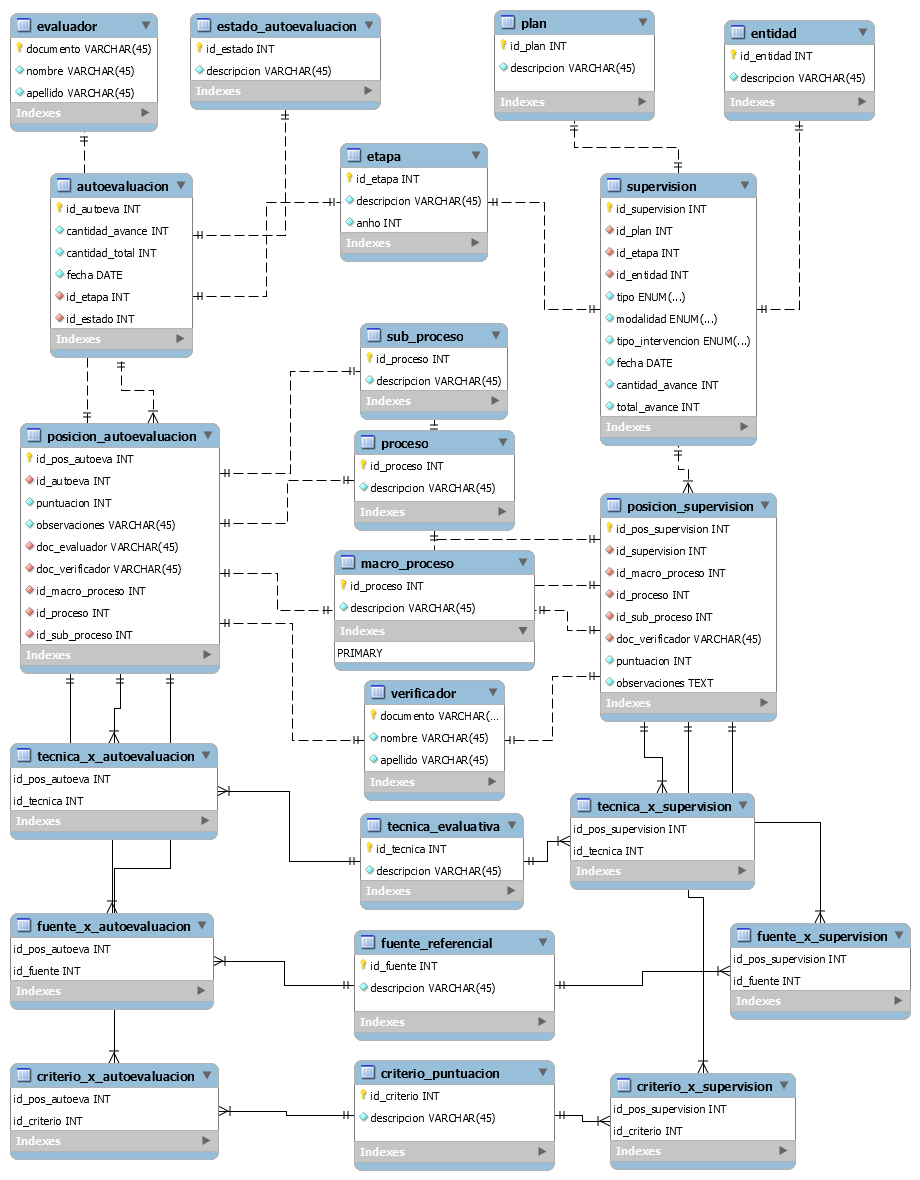 evaluador
documento VARCHAR(45)
nombre VARCHAR(45)
apellido VARCHAR(45)
Indexes
estado_autoevaluacion
id_estado INT
descripcion VARCHAR(45)
Indexes
plan
id_plan INT
descripcion VARCHAR(45)
Indexes
entidad
id_entidad INT
descripcion VARCHAR(45)
Indexes
etapa
id_etapa INT
descripcion VARCHAR(45)
anho INT
Indexes
autoevaluacion
id_autoeva INT
cantidad_avance INT
cantidad_total INT
fecha DATE
id_etapa INT
id_estado INT
Indexes
supervision
id_supervision INT
id_plan INT
id_etapa INT
id_entidad INT
tipo ENUM(...)
modalidad ENUM(...)
tipo_intervencion ENUM(...)
fecha DATE
cantidad_avance INT
total_avance INT
Indexes
sub_proceso
id_proceso INT
descripcion VARCHAR(45)
Indexes
posicion_autoevaluacion
id_pos_autoeva INT
id_autoeva INT
puntuacion INT
observaciones VARCHAR(45)
doc_evaluador VARCHAR(45)
doc_verificador VARCHAR(45)
id_macro_proceso INT
id_proceso INT
id_sub_proceso INT
Indexes
proceso
id_proceso INT
descripcion VARCHAR(45)
Indexes
posicion_supervision
id_pos_supervision INT
id_supervision INT
id_macro_proceso INT
id_proceso INT
id_sub_proceso INT
doc_verificador VARCHAR(45)
puntuacion INT
observaciones TEXT
Indexes
macro_proceso
id_proceso INT
descripcion VARCHAR(45)
Indexes
PRIMARY
verificador
documento VARCHAR(...
nombre VARCHAR(45)
apellido VARCHAR(45)
Indexes
tecnica_x_autoevaluacion
id_pos_autoeva INT
id_tecnica INT
Indexes
tecnica_evaluativa
id_tecnica INT
descripcion VARCHAR(45)
Indexes
tecnica_x_supervision
id_pos_supervision INT
id_tecnica INT
Indexes
fuente_x_autoevaluacion
id_pos_autoeva INT
id_fuente INT
Indexes
fuente_referencial
id_fuente INT
descripcion VARCHAR(45)
Indexes
fuente_x_supervision
id_pos_supervision INT
id_fuente INT
Indexes
criterio_x_autoevaluacion
id_pos_autoeva INT
id_criterio INT
Indexes
criterio_puntuacion
id_criterio INT
descripcion VARCHAR(45)
Indexes
criterio_x_supervision
id_pos_supervision INT
id_criterio INT
Indexes